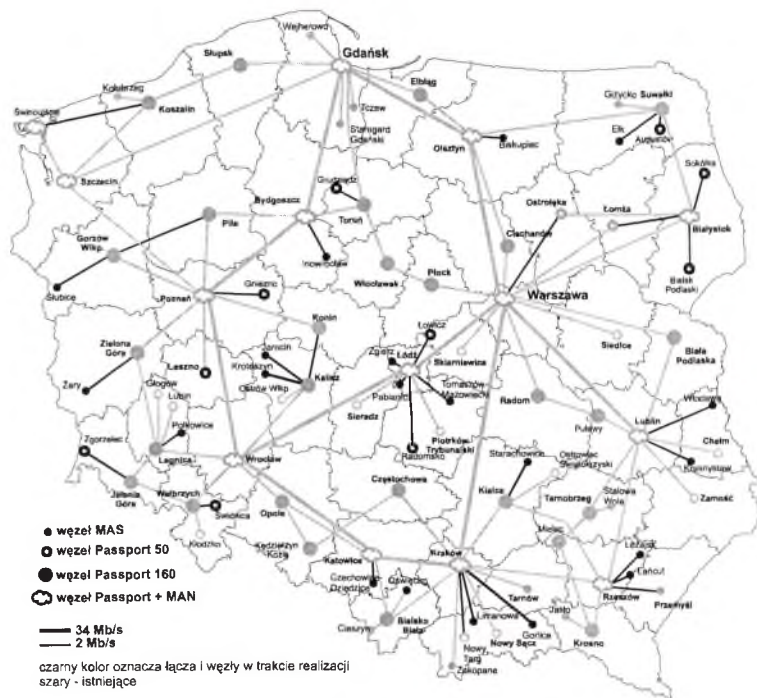 Wejherowo
Gdańsk
Słupsk
Elbląg
Kołobrzeg
Koszalin
Świnoujście
Tczew
Starogard
Gdański
Giżycko
Suwałki
Ełk
Augustów
Olsztyn
Biskupiec
Sokółka
Szczecin
Bydgoszcz
Grudziądz
Toruń
Ostrołęka
Łomża
Białystok
Piła
Gorzów
Wlkp.
Ciechanów
Inowrocław
Włocławek
Płock
Bielsk
Podlaski
Słubice
Poznań
Gniezno
Warszawa
Konin
Łowicz
Siedlce
Biała
Podlaska
Zielona
Góra
Leszno
Jarocin
Krotoszyn
Kalisz
Ostrów Wlkp
Zgierz
Łódź
Skierniewice
Pabianice
Tomaszów
Mazowiecki
Żary
Głogów
Lubin
Polkowice
Sieradz
Radom
Puławy
Włodawa
Lublin
Chełm
Zgorzelec
Legnica
Wrocław
Radomsko
Piotrków
Trybunalski
Starachowice
Ostrowiec
Świętokrzyski
Krasnystaw
Zamość
Jelenia
Góra
Wałbrzych
Świdnica
Częstochowa
Kielce
Tarnobrzeg
Stalowa
Wola
Kłodzko
Opole
Kędzierzyn
Koźle
Mielec
Leżajsk
Katowice
Kraków
Łańcut
Rzeszów
Przemyśl
Czechowice
Dziedzice
Oświęcim
Tarnów
Cieszyn
Bielsko
Biała
Limanowa
Gorlice
Jasło
Krosno
Nowy
Targ
Nowy Sącz
Zakopane
węzeł MAS
węzeł Passport 50
węzeł Passport 160
węzeł Passport + MAN
34 Mb/s
2 Mb/s
czarny kolor oznacza łącza i węzły w trakcie realizacji
szary - istniejące